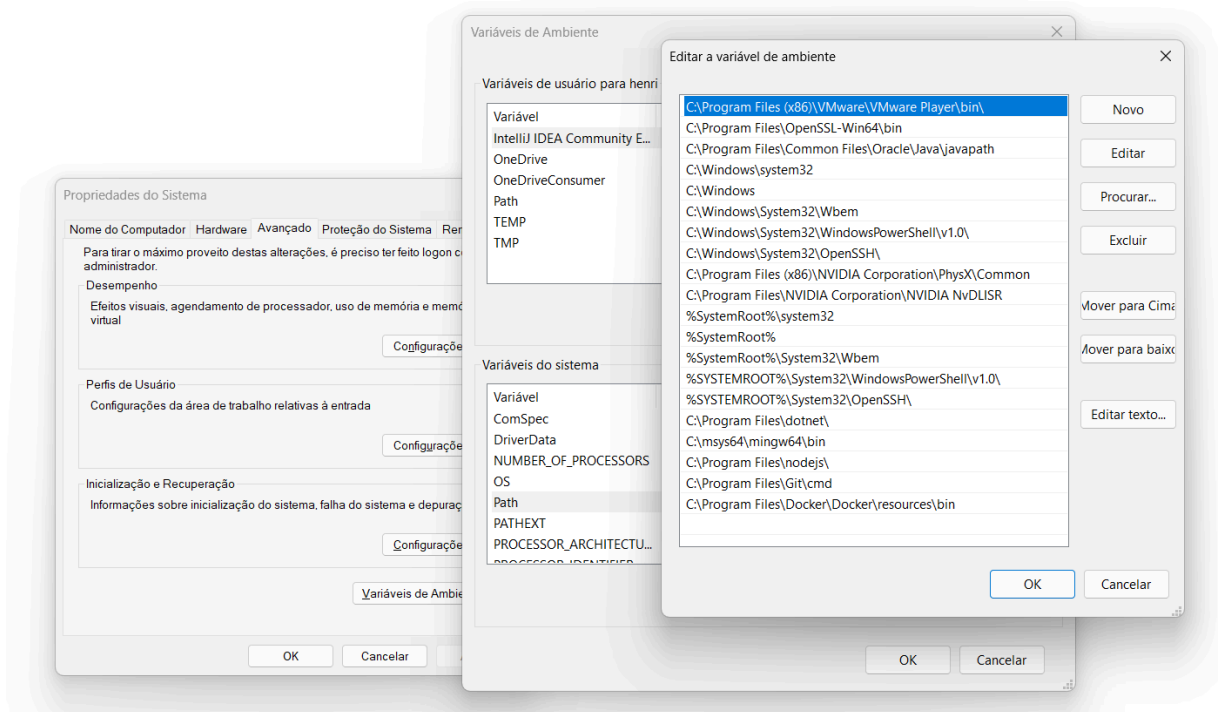 Variáveis de Ambiente
Editar a variável de ambiente
Variáveis de usuário para henri
Variável
IntelliJ IDEA Community E...
OneDrive
OneDriveConsumer
Path
TEMP
TMP
C:\Program Files (x86)\VMware\VMware Player\bin\
C:\Program Files\OpenSSL-Win64\bin
C:\Program Files\Common Files\Oracle\Java\javapath
C:\Windows\system32
C:\Windows
C:\Windows\System32\Wbem
C:\Windows\System32\WindowsPowerShell\v1.0\
C:\Windows\System32\OpenSSH\
C:\Program Files (x86)\NVIDIA Corporation\PhysX\Common
C:\Program Files\NVIDIA Corporation\NVIDIA NvDLISR
%SystemRoot%\system32
%SystemRoot%
%SystemRoot%\System32\Wbem
%SYSTEMROOT%\System32\WindowsPowerShell\v1.0\
%SYSTEMROOT%\System32\OpenSSH\
C:\Program Files\dotnet\
C:\msys64\mingw64\bin
C:\Program Files\nodejs\
C:\Program Files\Git\cmd
C:\Program Files\Docker\Docker\resources\bin
Novo
Editar
Procurar...
Excluir
Mover para Cima
Mover para baixo
Editar texto...
OK
Cancelar
Variáveis do sistema
Variável
ComSpec
DriverData
NUMBER_OF_PROCESSORS
OS
Path
PATHEXT
PROCESSOR_ARCHITECTU...
PROCESSOR_IDENTIFIER
OK
Cancelar
Propriedades do Sistema
Nome do Computador Hardware Avançado Proteção do Sistema Rer
Para tirar o máximo proveito destas alterações, é preciso ter feito logon c
administrador.
Desempenho
Efeitos visuais, agendamento de processador, uso de memória e memó
virtual
Configuraçõe
Perfis de Usuário
Configurações da área de trabalho relativas à entrada
Configuraçõe
Inicialização e Recuperação
Informações sobre inicialização do sistema, falha do sistema e depuraç
Configuraçõe
Variáveis de Ambie
OK
Cancelar